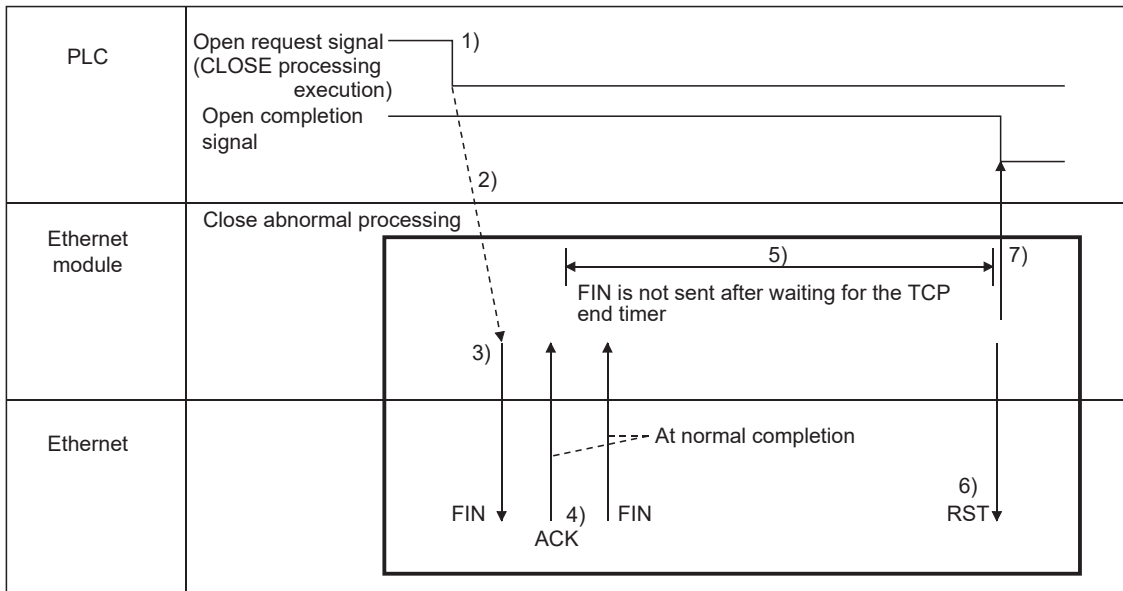 PLC
Open request signal
(CLOSE processing
execution)
1)
Open completion
signal
2)
Ethernet
module
Close abnormal processing
5)
7)
FIN is not sent after waiting for the TCP
end timer
3)
Ethernet
At normal completion
6)
FIN
4)
FIN
RST
ACK